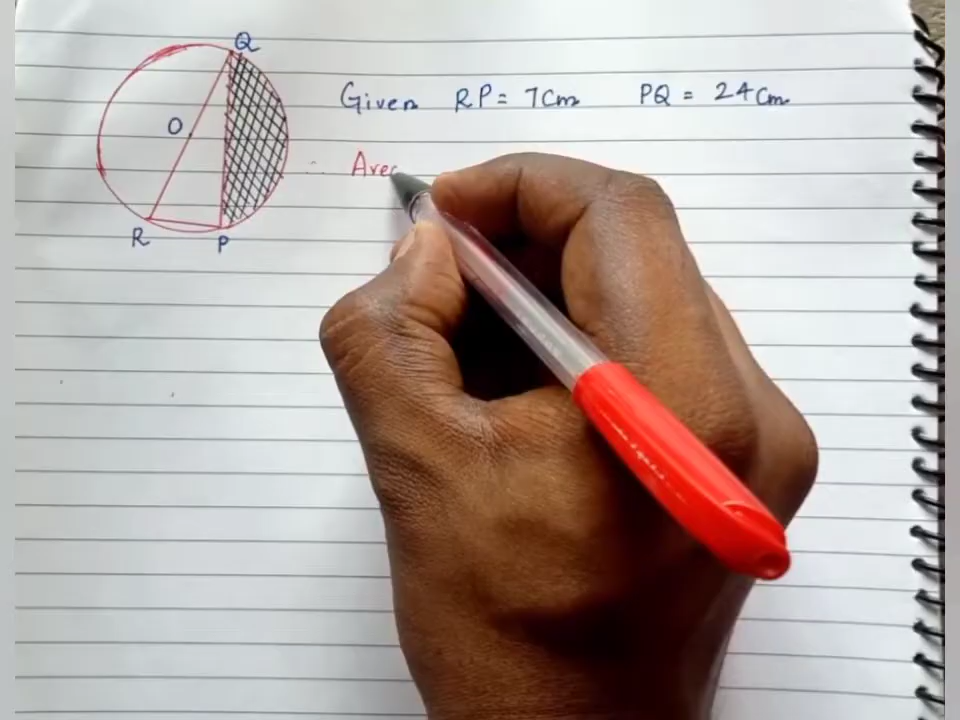 Q
Given RP = 7cm PQ = 24cm
O
∴ Area
R P